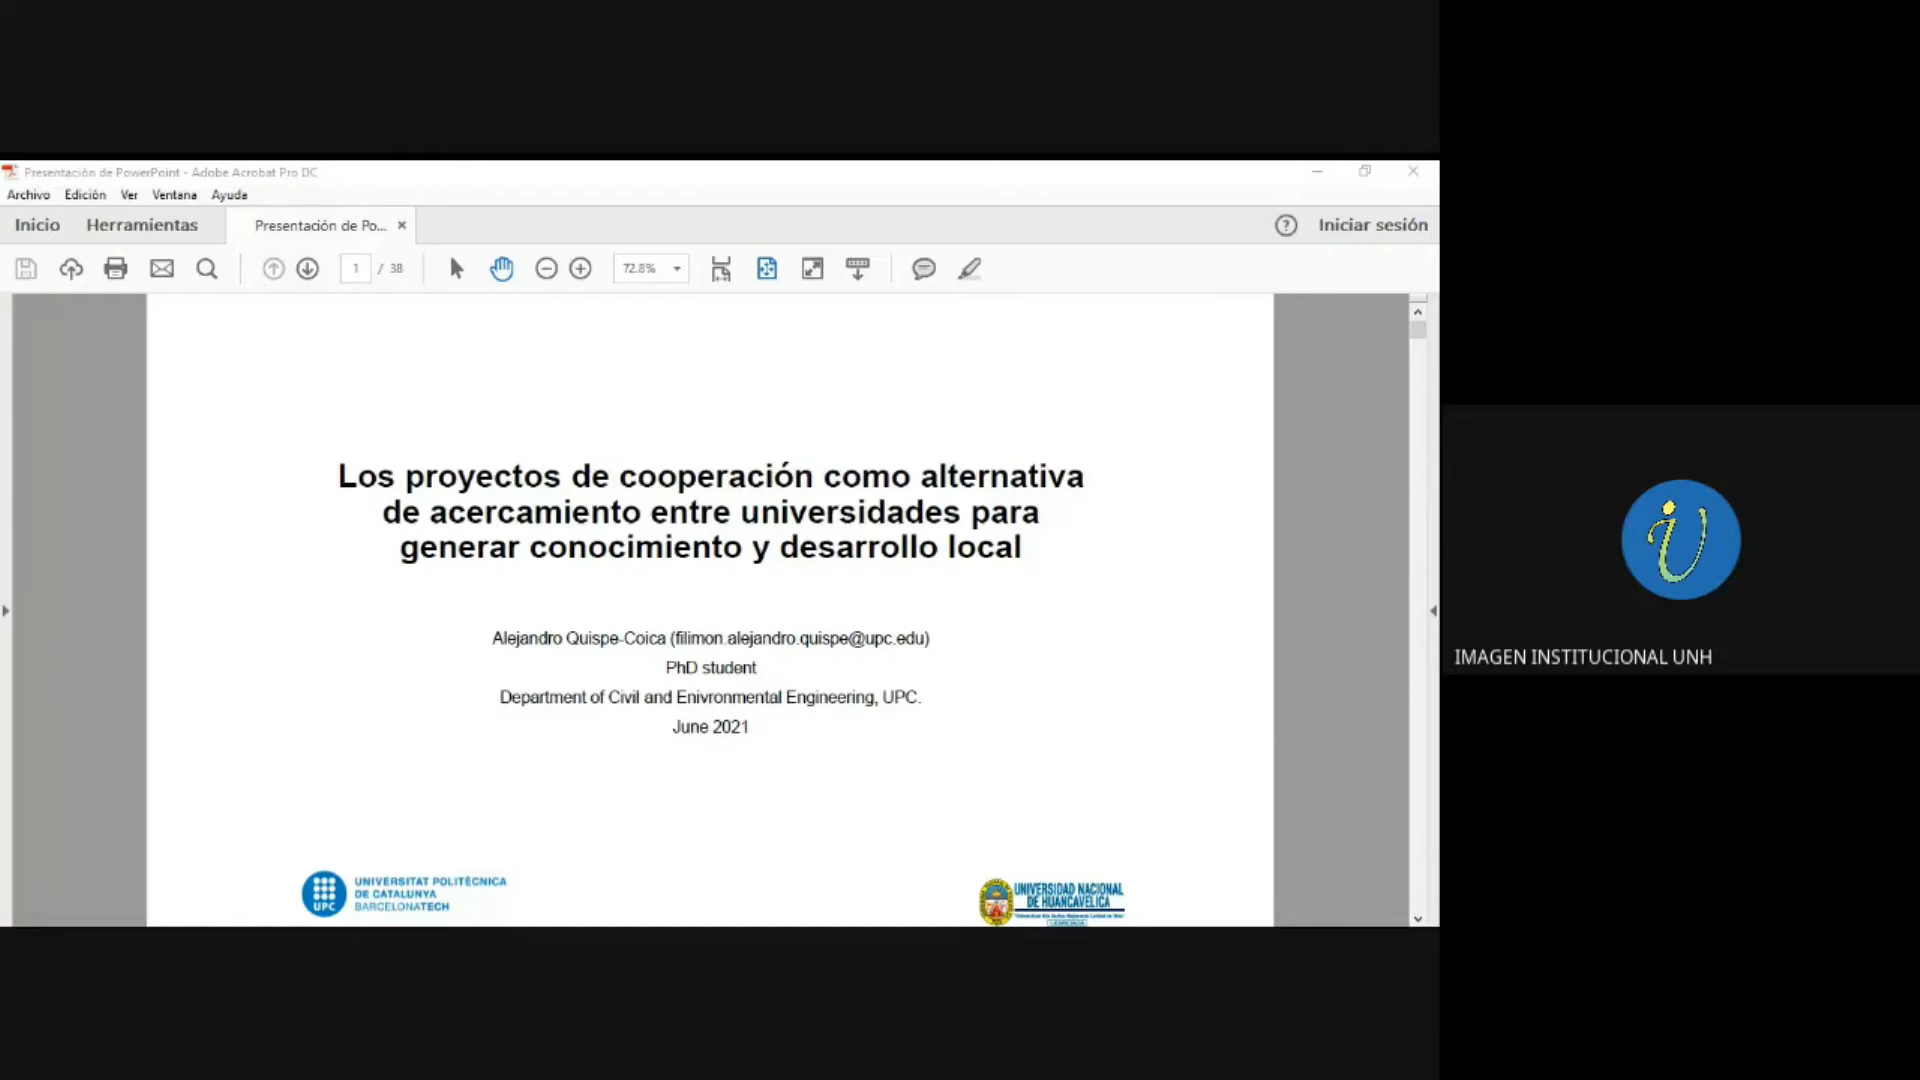 Presentación de PowerPoint - Adobe Acrobat Pro DC
Archivo Edición Ver Ventana Ayuda
Inicio Herramientas Presentación de Po... Iniciar sesión
1 / 38 72.8%
Los proyectos de cooperación como alternativa
de acercamiento entre universidades para
generar conocimiento y desarrollo local
Alejandro Quispe-Coica (filimon.alejandro.quispe@upc.edu)
PhD student
Department of Civil and Enivronmental Engineering, UPC.
June 2021
UPC
UNIVERSITAT POLITÈCNICA
DE CATALUNYA
BARCELONATECH
UNIVERSIDAD NACIONAL
DE HUANCAVELICA
IMAGEN INSTITUCIONAL UNH